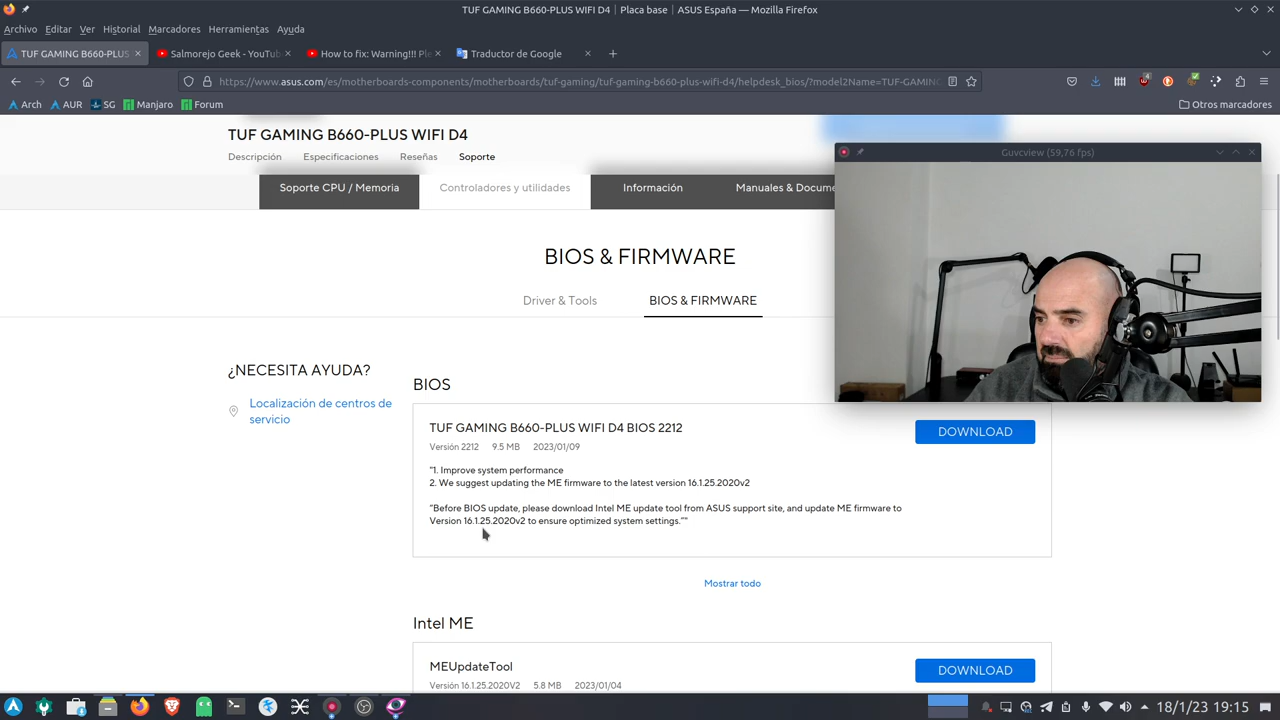 TUF GAMING B660-PLUS WIFI D4 | Placa base | ASUS España — Mozilla Firefox
Archivo Editar Ver Historial Marcadores Herramientas Ayuda
TUF GAMING B660-PLUS
Salmorejo Geek - YouTub
How to fix: Warning!!! Ple
Traductor de Google
https://www.asus.com/es/motherboards-components/motherboards/tuf-gaming/tuf-gaming-b660-plus-wifi-d4/helpdesk_bios/?model2Name=TUF-GAMING
Arch AUR SG Manjaro Forum
Otros marcadores
TUF GAMING B660-PLUS WIFI D4
Descripción Especificaciones Reseñas Soporte
Guvcview (59,76 fps)
Soporte CPU / Memoria Controladores y utilidades Información Manuales & Docume
BIOS & FIRMWARE
Driver & Tools BIOS & FIRMWARE
¿NECESITA AYUDA?
Localización de centros de
servicio
BIOS
TUF GAMING B660-PLUS WIFI D4 BIOS 2212
DOWNLOAD
Versión 2212 9.5 MB 2023/01/09
"1. Improve system performance
2. We suggest updating the ME firmware to the latest version 16.1.25.2020v2
"Before BIOS update, please download Intel ME update tool from ASUS support site, and update ME firmware to
Version 16.1.25.2020v2 to ensure optimized system settings.""
Mostrar todo
Intel ME
MEUpdateTool
DOWNLOAD
Versión 16.1.25.2020V2 5.8 MB 2023/01/04
18/1/23 19:15